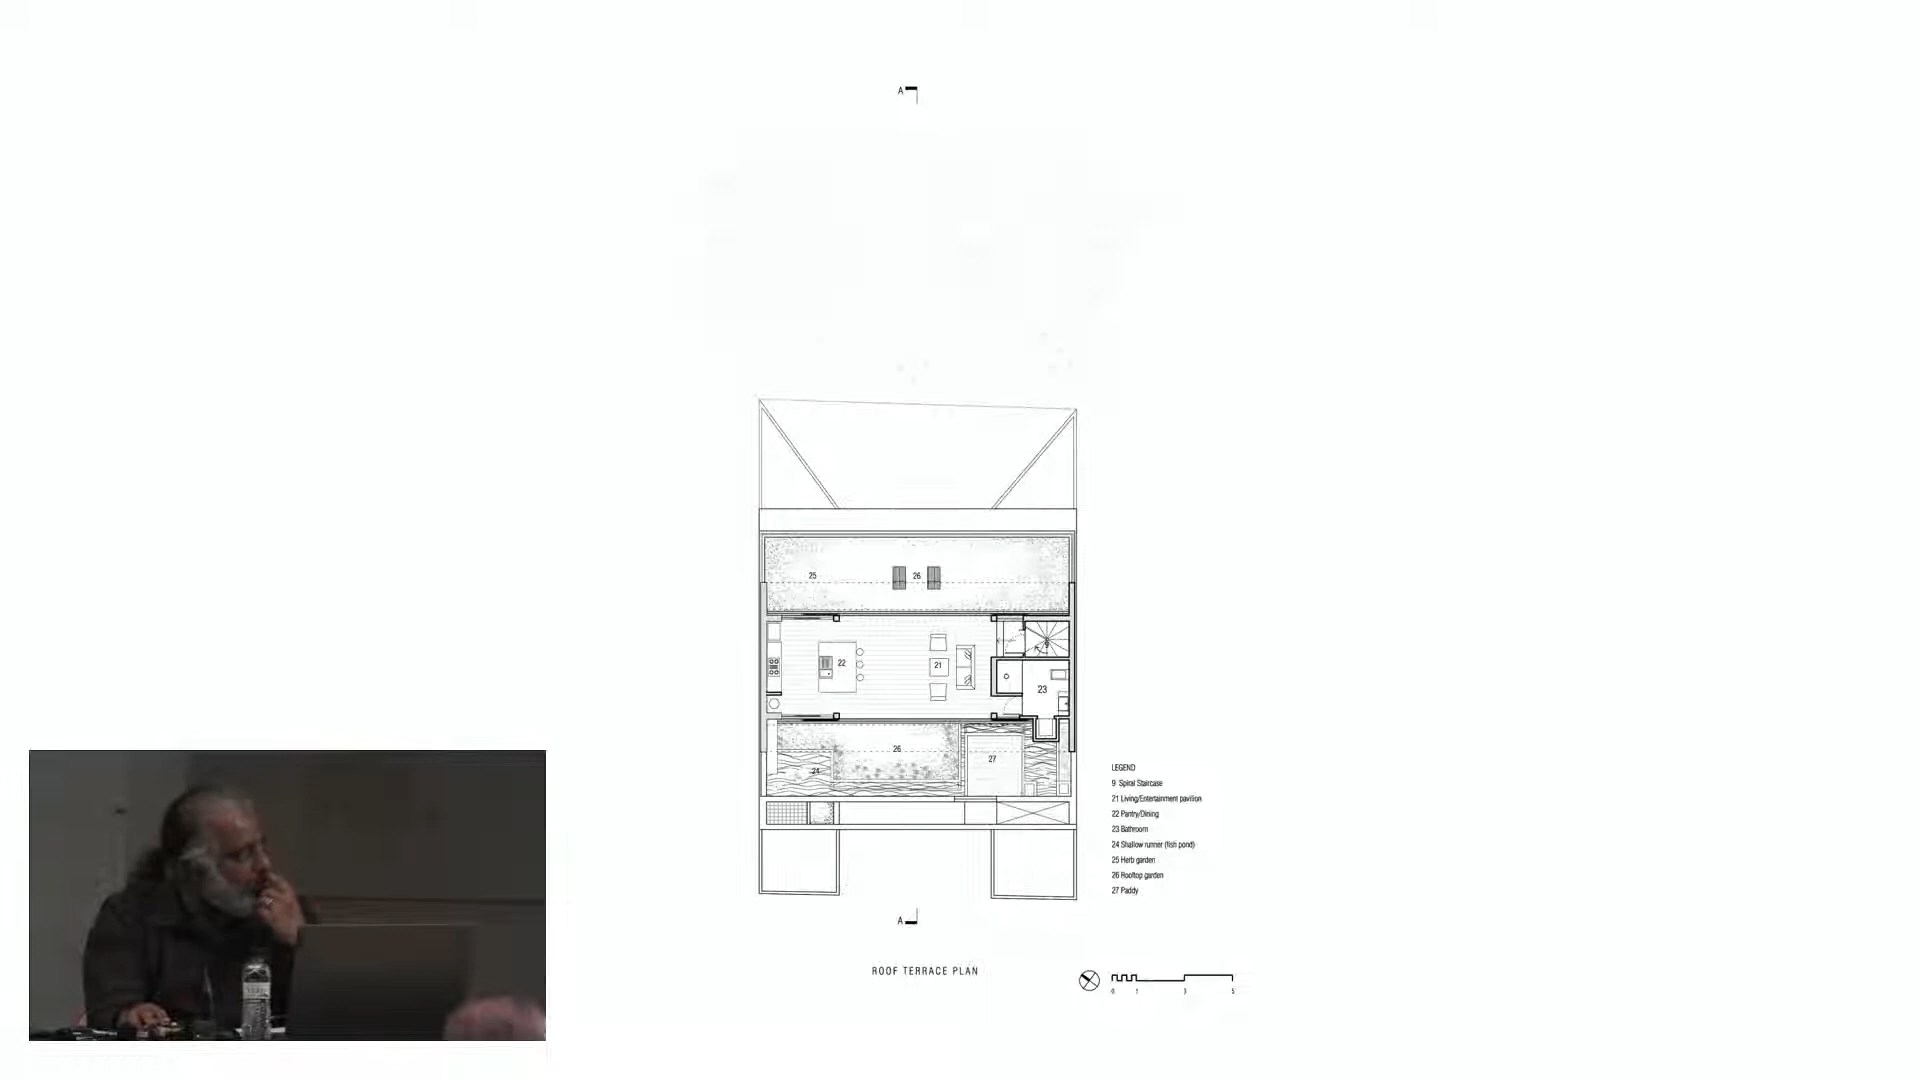 A
25
26
22
21
9
23
26
24
27
LEGEND
9 Spiral Staircase
21 Living/Entertainment pavilion
22 Pantry/Dining
23 Bathroom
24 Shallow runner (fish pond)
25 Herb garden
26 Rooftop garden
27 Paddy
A
ROOF TERRACE PLAN
0 1 3 5